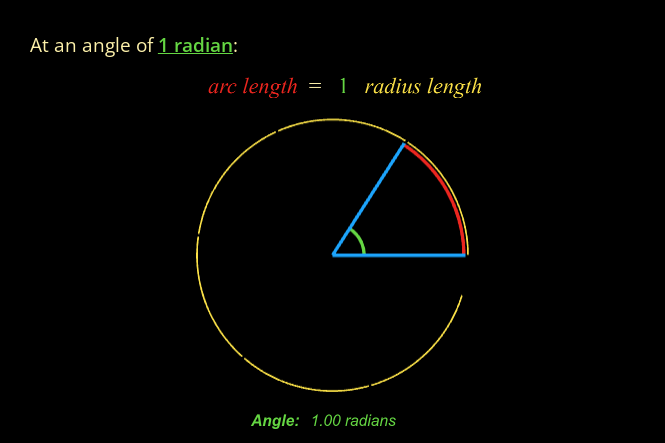 At an angle of 1 radian:
arc length = 1 radius length
Angle: 1.00 radians